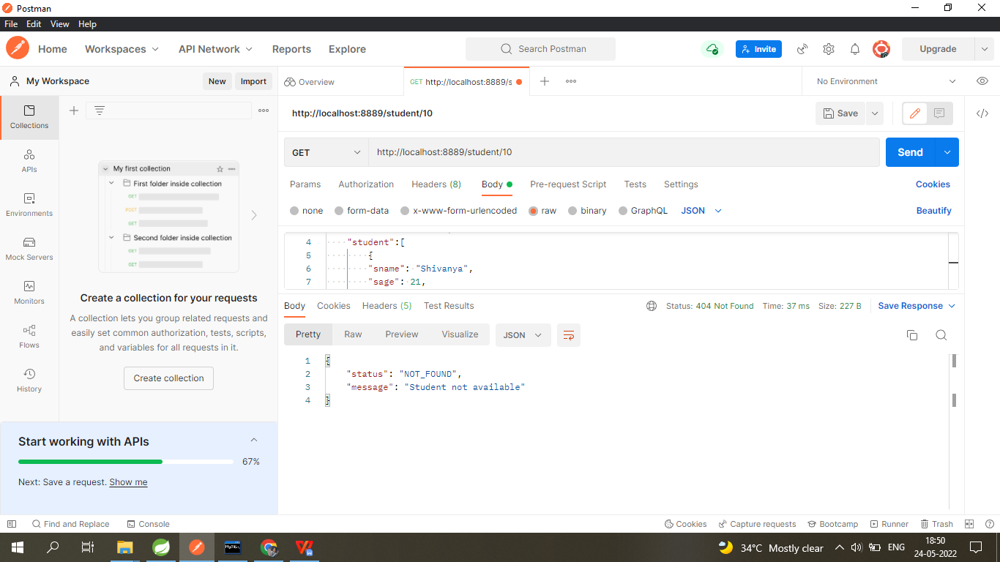 Postman
File Edit View Help
Home Workspaces API Network Reports Explore Search Postman Invite Upgrade
My Workspace New Import
Overview GET http://localhost:8889/s No Environment
Collections
APIs
Environments
Mock Servers
Monitors
Flows
History
My first collection
First folder inside collection
GET
POST
GET
Second folder inside collection
GET
GET
Create a collection for your requests
A collection lets you group related requests and
easily set common authorization, tests, scripts,
and variables for all requests in it.
Create collection
Start working with APIs
67%
Next: Save a request. Show me
http://localhost:8889/student/10 Save
GET http://localhost:8889/student/10 Send
Params Authorization Headers (8) Body Pre-request Script Tests Settings Cookies
none form-data x-www-form-urlencoded raw binary GraphQL JSON Beautify
4 "student":[
5 {
6 "sname": "Shivanya",
7 "sage": 21,
Body Cookies Headers (5) Test Results Status: 404 Not Found Time: 37 ms Size: 227 B Save Response
Pretty Raw Preview Visualize JSON
1 {
2 "status": "NOT_FOUND",
3 "message": "Student not available"
4 }
Find and Replace Console Cookies Capture requests Bootcamp Runner Trash
MySQL 34°C Mostly clear ENG 18:50
24-05-2022